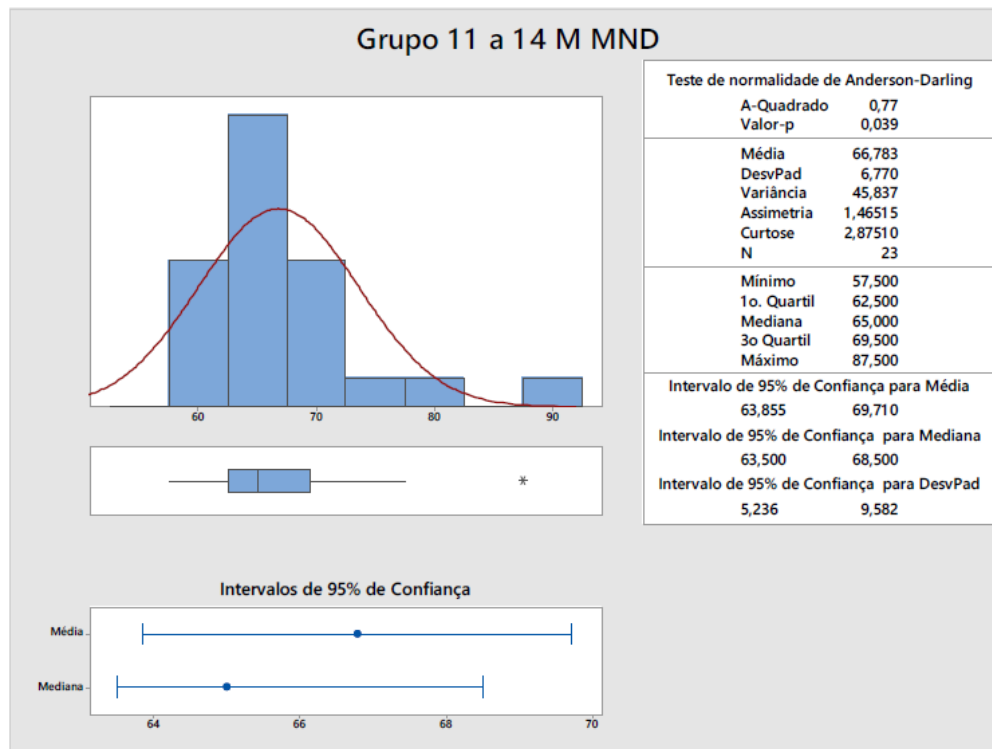 Grupo 11 a 14 M MND
Teste de normalidade de Anderson-Darling
A-Quadrado 0,77
Valor-p 0,039
Média 66,783
DesvPad 6,770
Variância 45,837
Assimetria 1,46515
Curtose 2,87510
N 23
Mínimo 57,500
1o. Quartil 62,500
Mediana 65,000
3o Quartil 69,500
Máximo 87,500
Intervalo de 95% de Confiança para Média
63,855 69,710
Intervalo de 95% de Confiança para Mediana
63,500 68,500
Intervalo de 95% de Confiança para DesvPad
5,236 9,582
60 70 80 90
*
Intervalos de 95% de Confiança
Média
Mediana
64 66 68 70